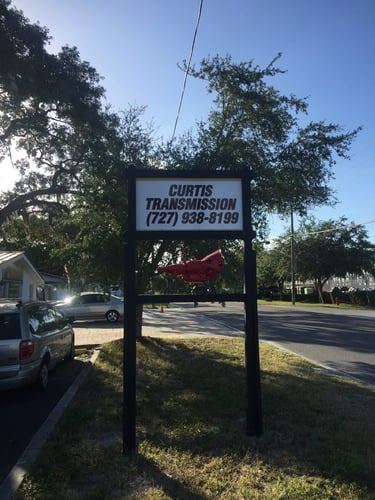 CURTIS
TRANSMISSION
(727) 938-8199